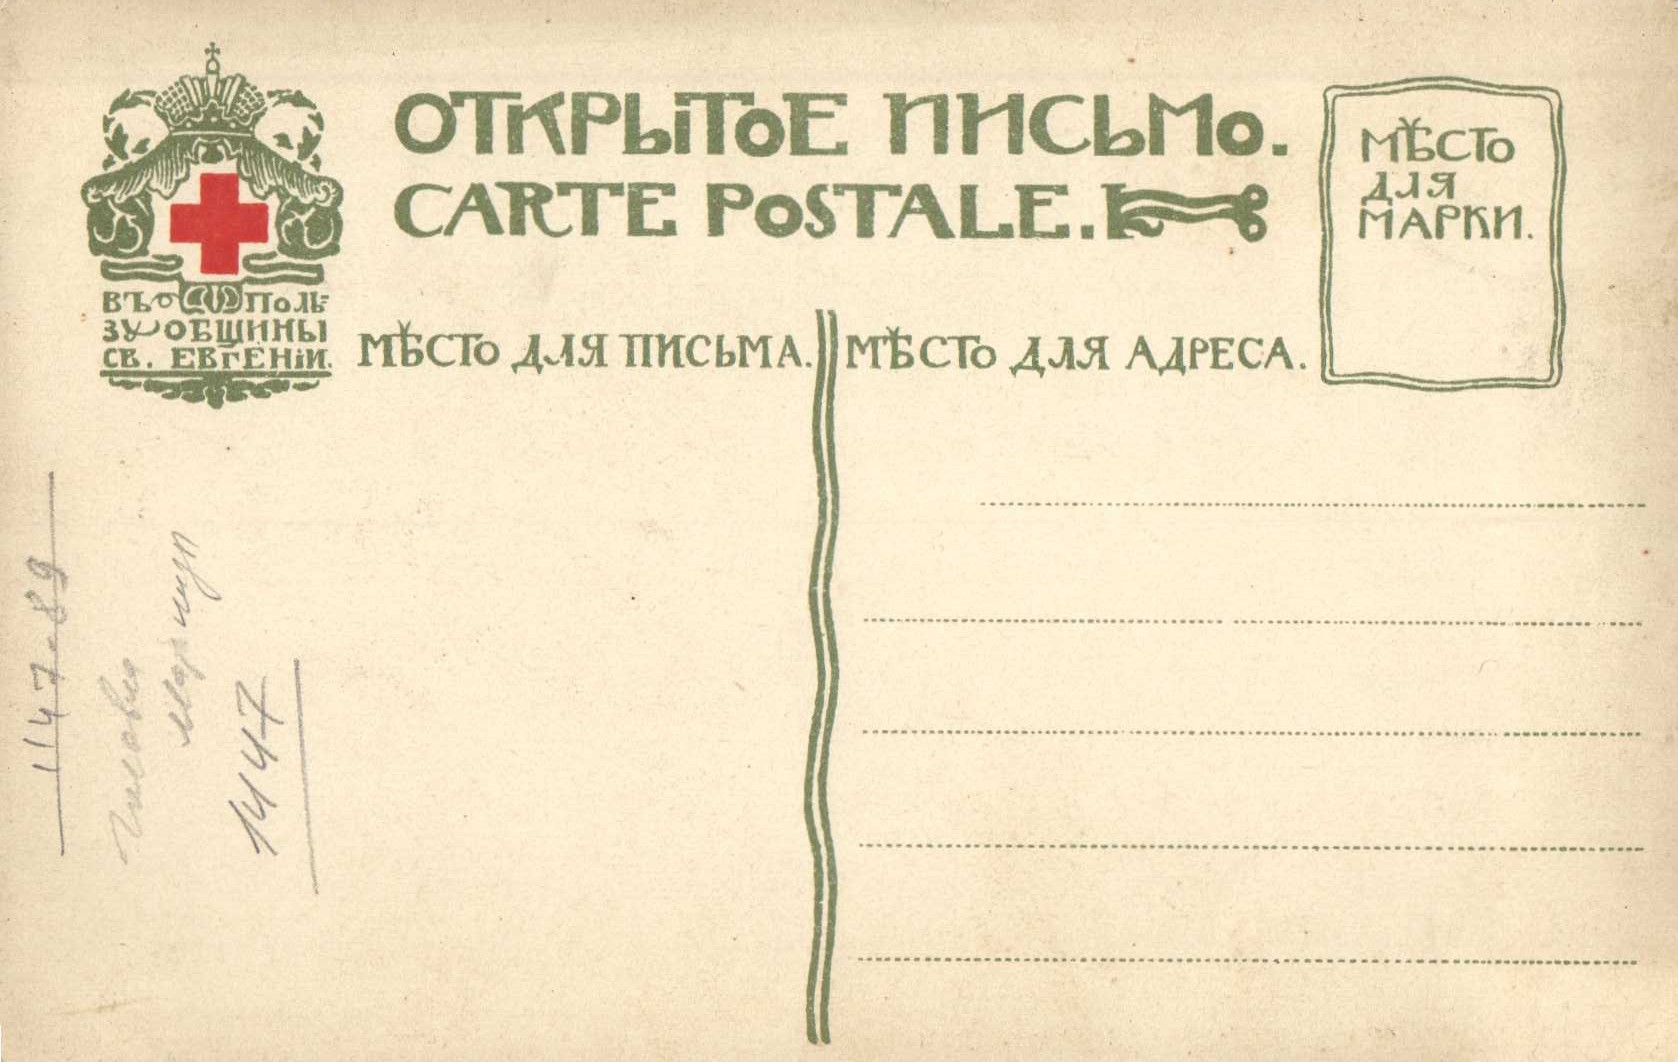 ОТКРЫТОЕ ПИСЬМО.
CARTE POSTALE.
МѢСТО
ДЛЯ
МАРКИ.
ВЪ ПОЛЬ-
ЗУ ОБЩИНЫ
СВ. ЕВГЕНІИ.
МѢСТО ДЛЯ ПИСЬМА.
МѢСТО ДЛЯ АДРЕСА.
1147-89
1447